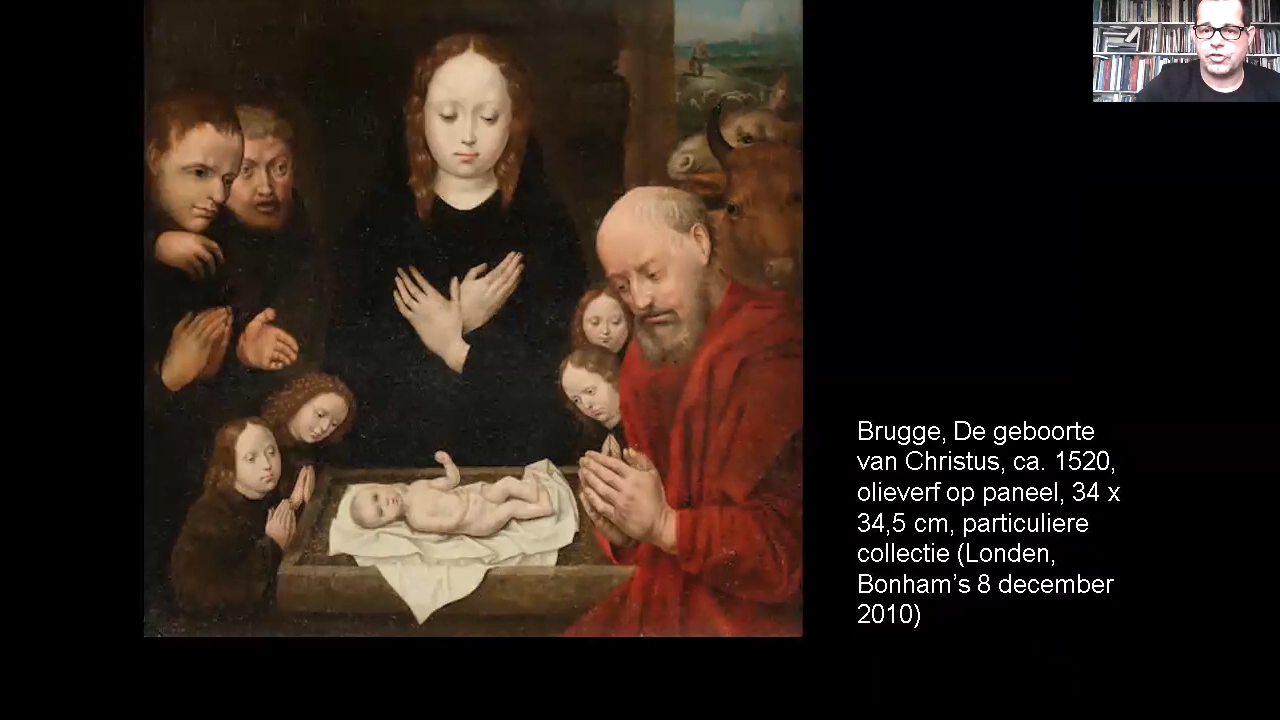 Brugge, De geboorte
van Christus, ca. 1520,
olieverf op paneel, 34 x
34,5 cm, particuliere
collectie (Londen,
Bonham’s 8 december
2010)